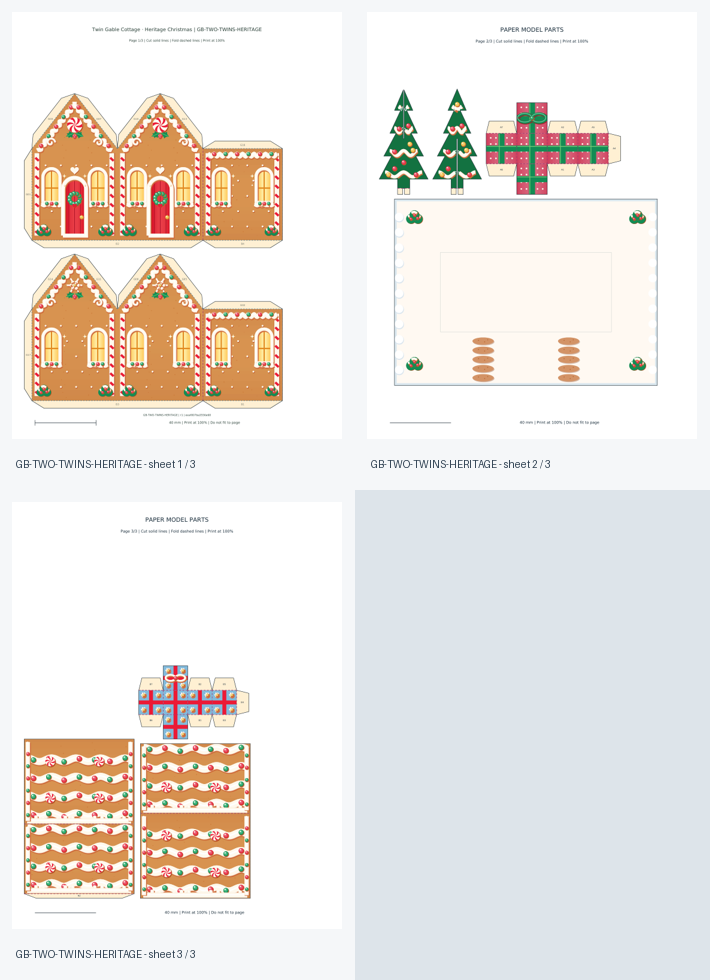 Twin Gable Cottage - Heritage Christmas | GB-TWO-TWINS-HERITAGE
Page 1/3 | Cut solid lines | Fold dashed lines | Print at 100%
40 mm | Print at 100% | Do not fit to page
GB-TWO-TWINS-HERITAGE - sheet 1 / 3
PAPER MODEL PARTS
Page 2/3 | Cut solid lines | Fold dashed lines | Print at 100%
40 mm | Print at 100% | Do not fit to page
GB-TWO-TWINS-HERITAGE - sheet 2 / 3
PAPER MODEL PARTS
Page 3/3 | Cut solid lines | Fold dashed lines | Print at 100%
40 mm | Print at 100% | Do not fit to page
GB-TWO-TWINS-HERITAGE - sheet 3 / 3